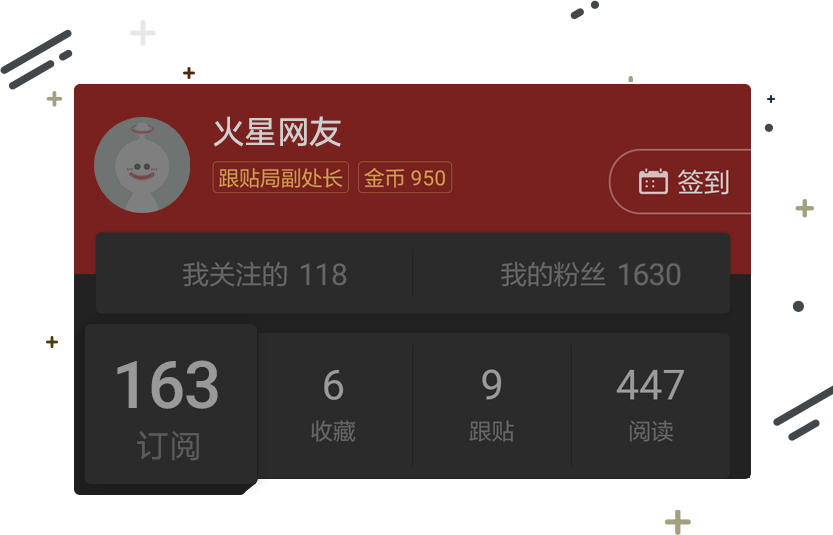 火星网友
跟贴局副处长 金币 950
签到
我关注的 118 我的粉丝 1630
163 6 9 447
订阅 收藏 跟贴 阅读